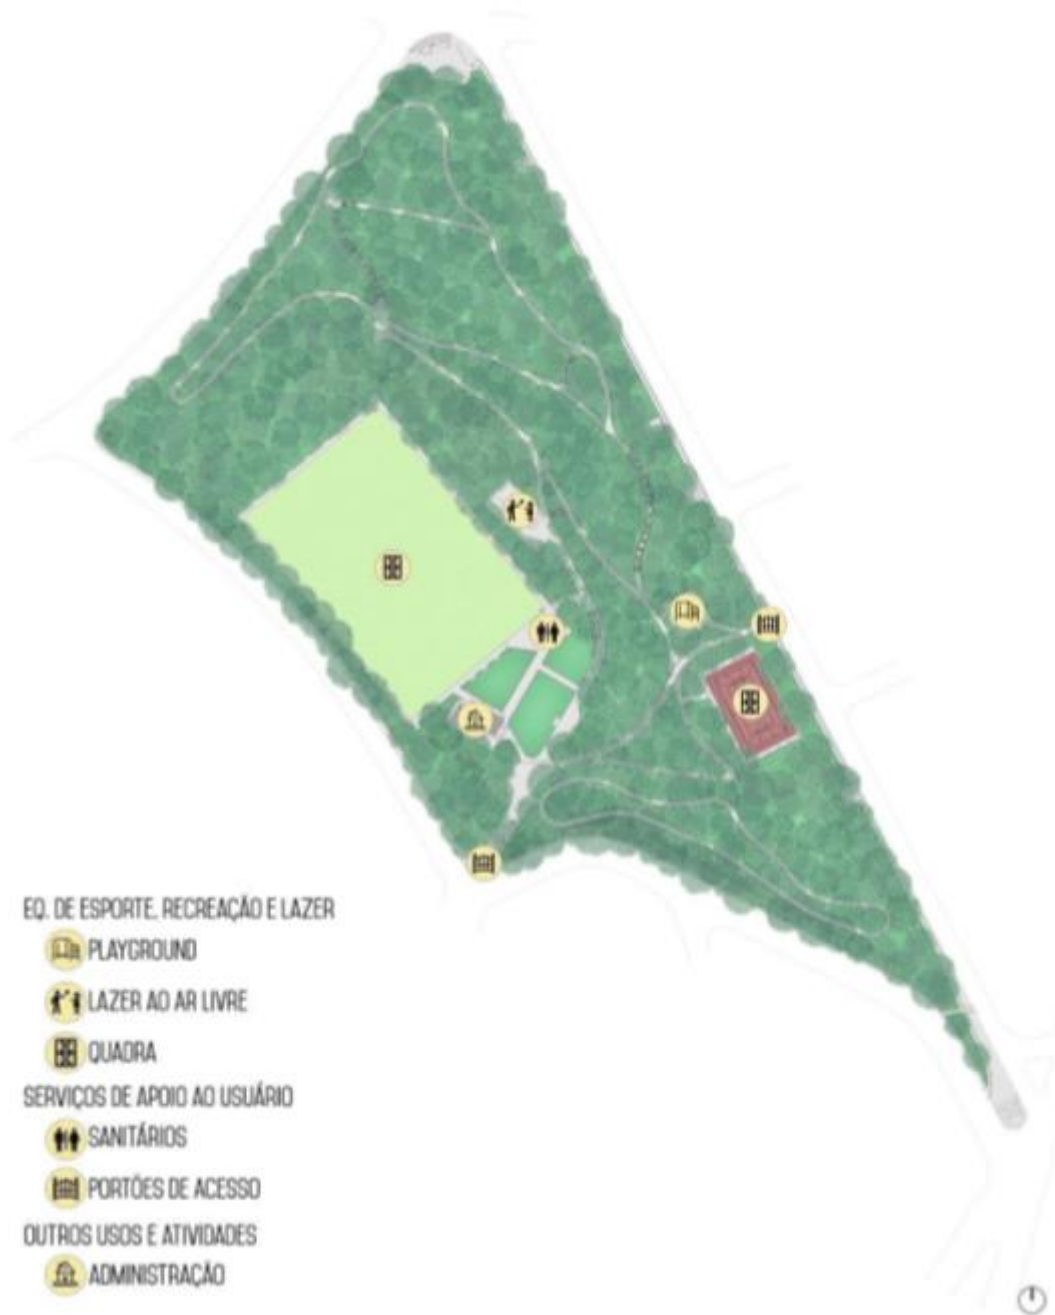 EQ. DE ESPORTE, RECREAÇÃO E LAZER
PLAYGROUND
LAZER AO AR LIVRE
QUADRA
SERVIÇOS DE APOIO AO USUÁRIO
SANITÁRIOS
PORTÕES DE ACESSO
OUTROS USOS E ATIVIDADES
ADMINISTRAÇÃO